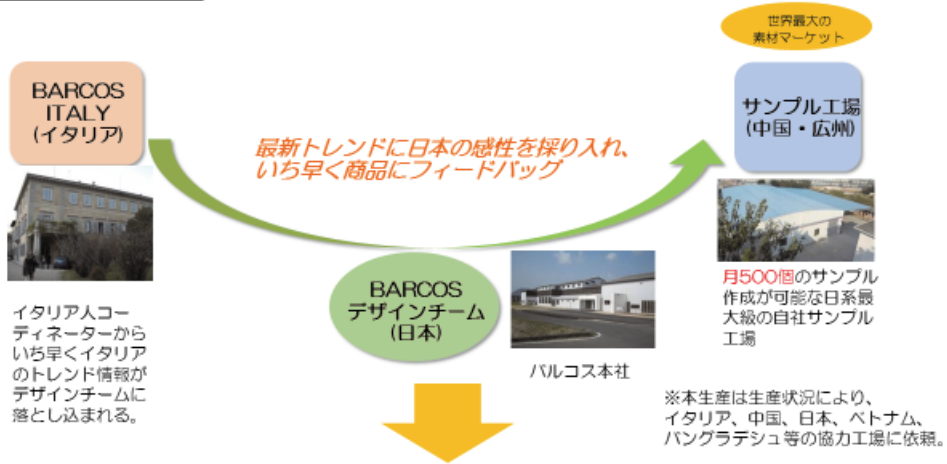 世界最大の
素材マーケット
BARCOS
ITALY
(イタリア)
サンプル工場
(中国・広州)
最新トレンドに日本の感性を採り入れ、
いち早く商品にフィードバッグ
BARCOS
デザインチーム
(日本)
イタリア人コー
ディネーターから
いち早くイタリア
のトレンド情報が
デザインチームに
落とし込まれる。
バルコス本社
月500個のサンプル
作成が可能な日系最
大級の自社サンプル
工場
※本生産は生産状況により、
イタリア、中国、日本、ベトナム、
バングラデシュ等の協力工場に依頼。